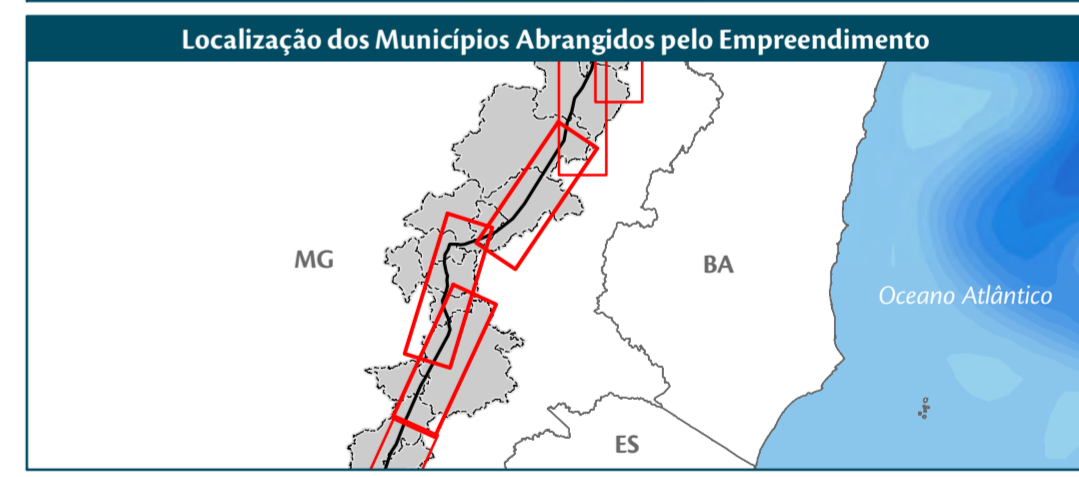 Localização dos Municípios Abrangidos pelo Empreendimento
MG
BA
Oceano Atlântico
ES